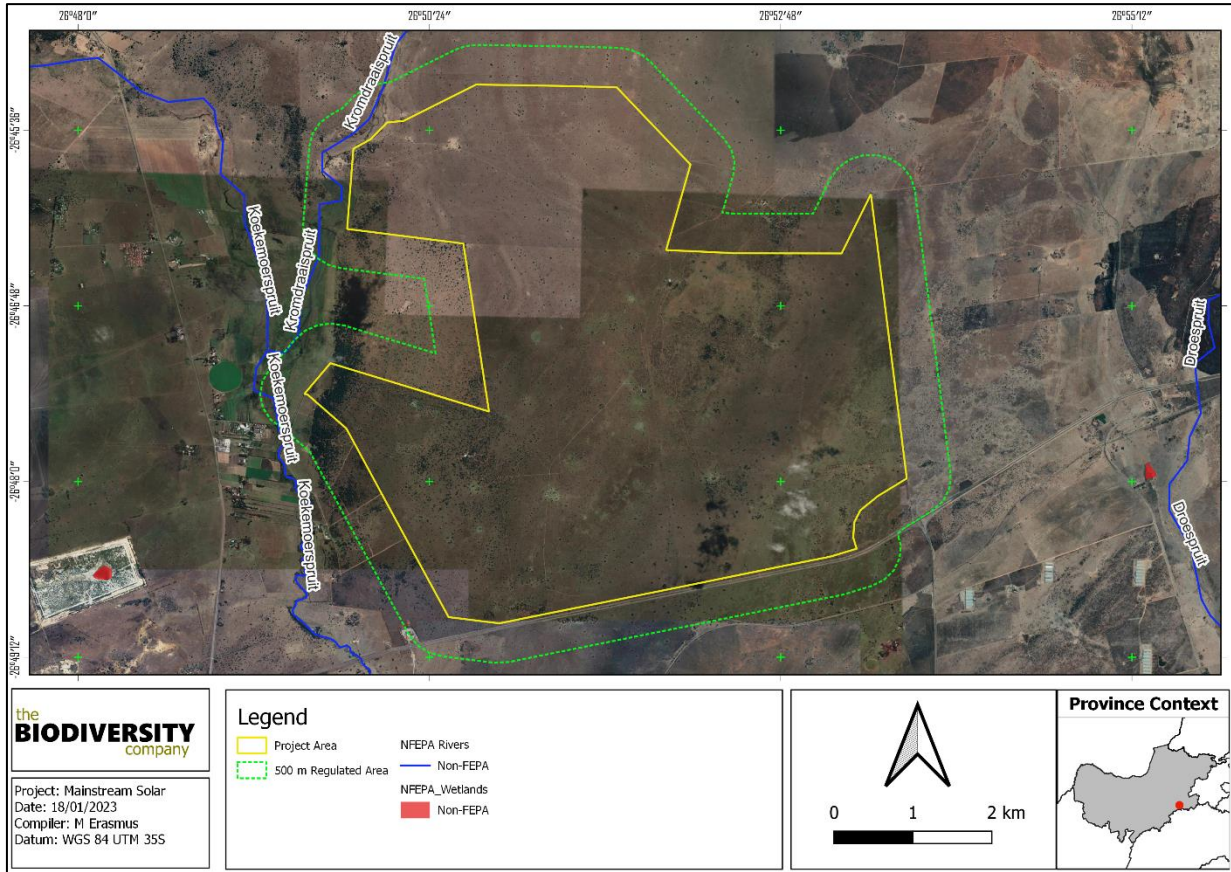 26°48'0"
26°50'24"
26°52'48"
26°55'12"
-26°45'36"
-26°46'48"
-26°48'0"
-26°49'12"
Kromdraaispruit
Koekemoerspruit
Kromdraaispruit
Koekemoerspruit
Koekemoerspruit
Droespruit
Droespruit
the
BIODIVERSITY
company
Project: Mainstream Solar
Date: 18/01/2023
Compiler: M Erasmus
Datum: WGS 84 UTM 35S
Legend
Project Area
500 m Regulated Area
NFEPA Rivers
Non-FEPA
NFEPA_Wetlands
Non-FEPA
0 1 2 km
Province Context